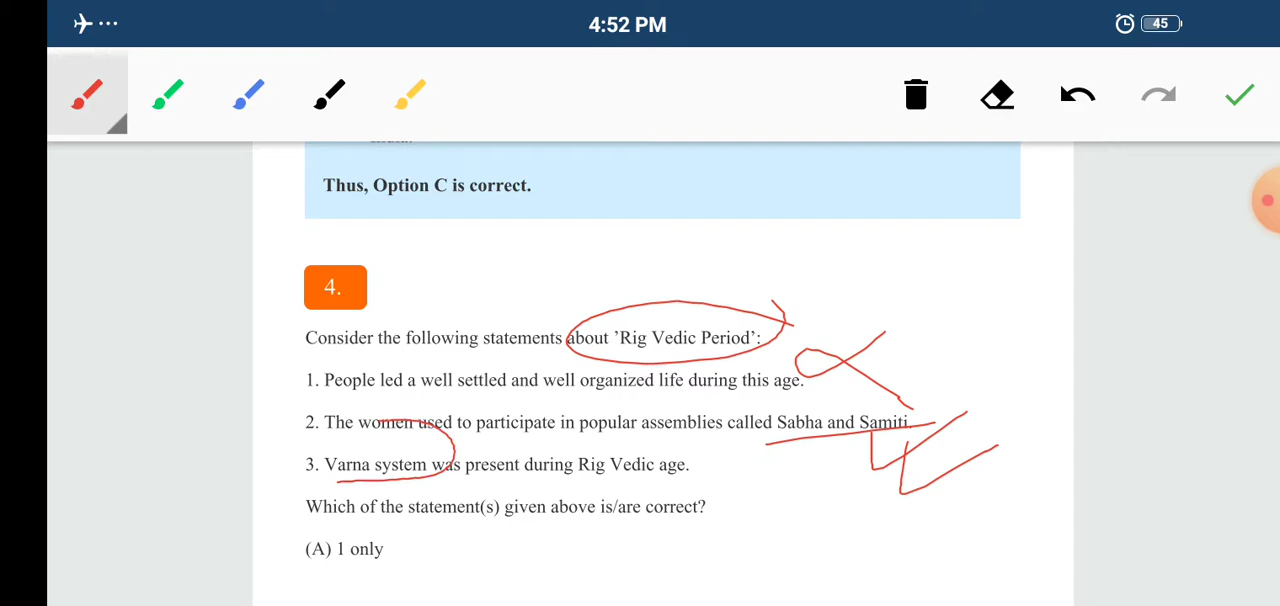 4:52 PM
45
Thus, Option C is correct.
4.
Consider the following statements about ’Rig Vedic Period’:
1. People led a well settled and well organized life during this age.
2. The women used to participate in popular assemblies called Sabha and Samiti.
3. Varna system was present during Rig Vedic age.
Which of the statement(s) given above is/are correct?
(A) 1 only